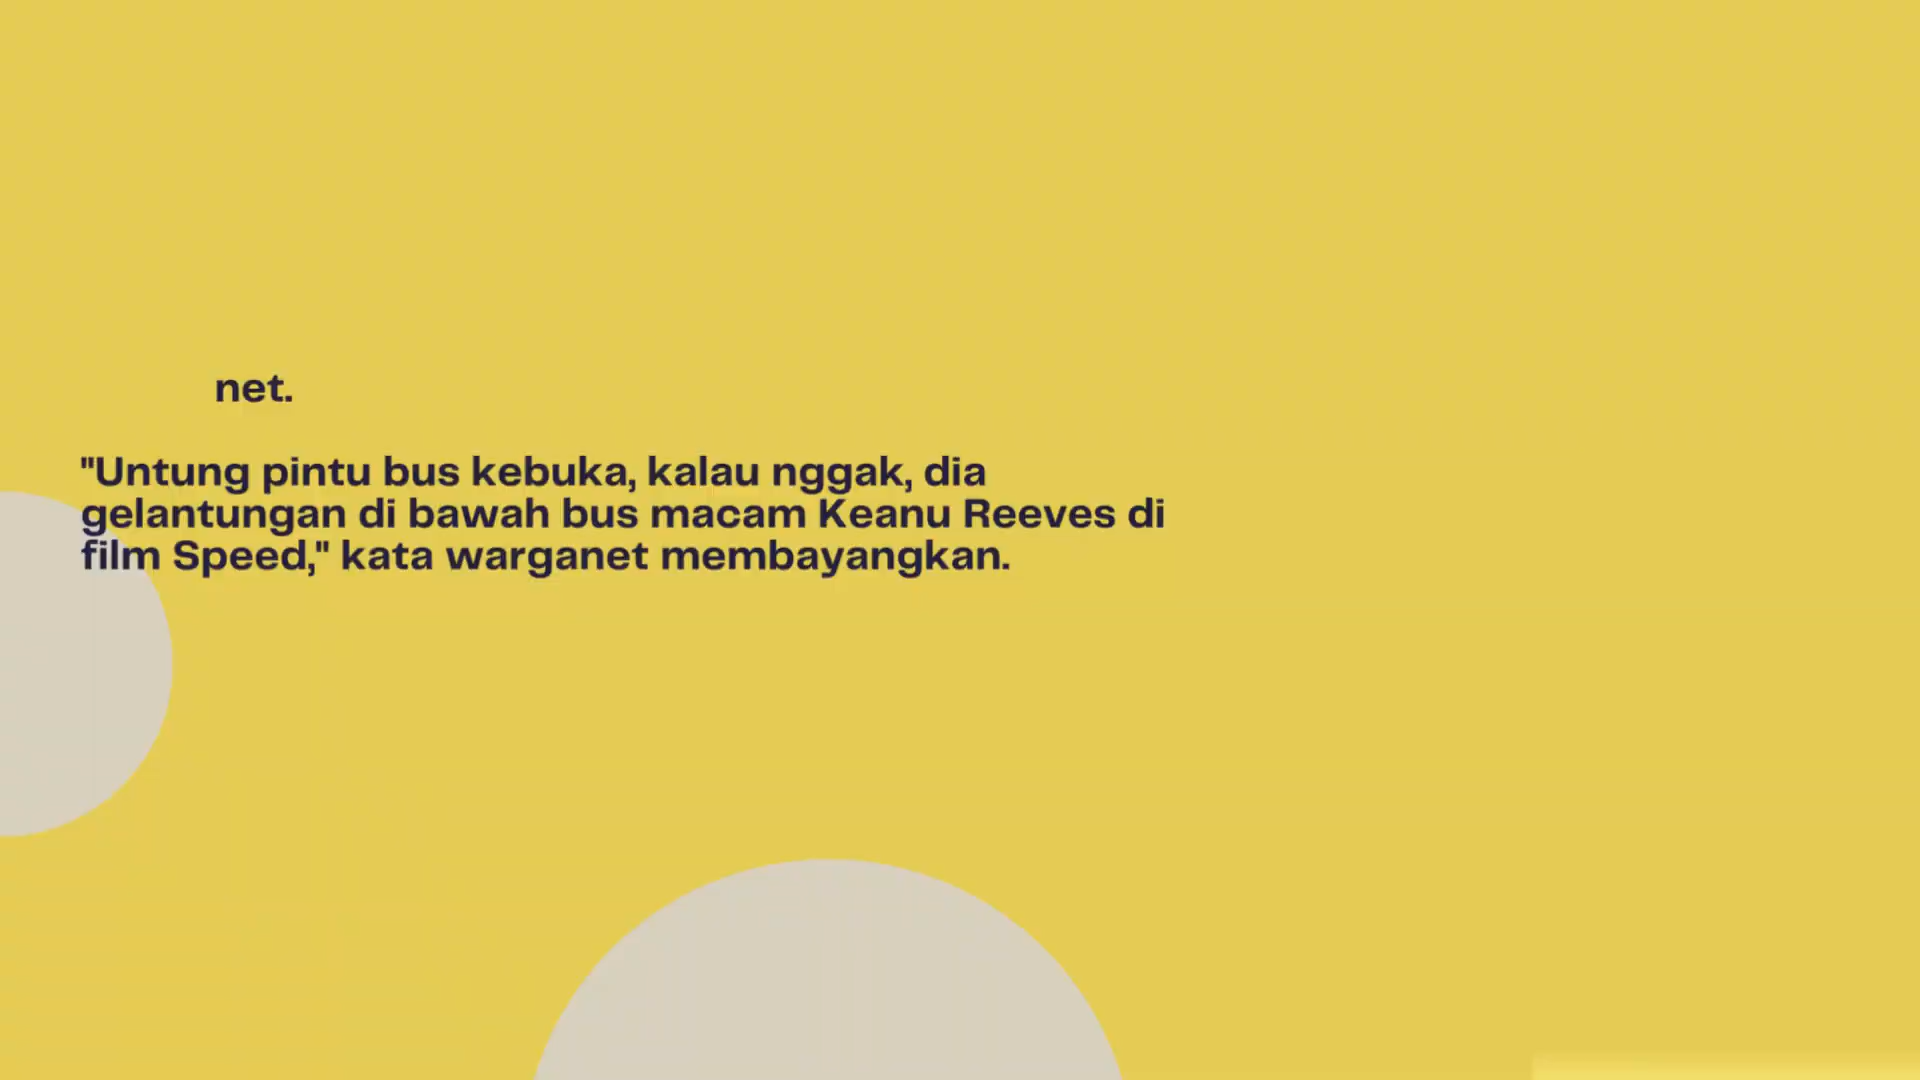 net.
"Untung pintu bus kebuka, kalau nggak, dia
gelantungan di bawah bus macam Keanu Reeves di
film Speed," kata warganet membayangkan.